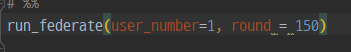 # %%
run_federate(user_number=1, round = 150)